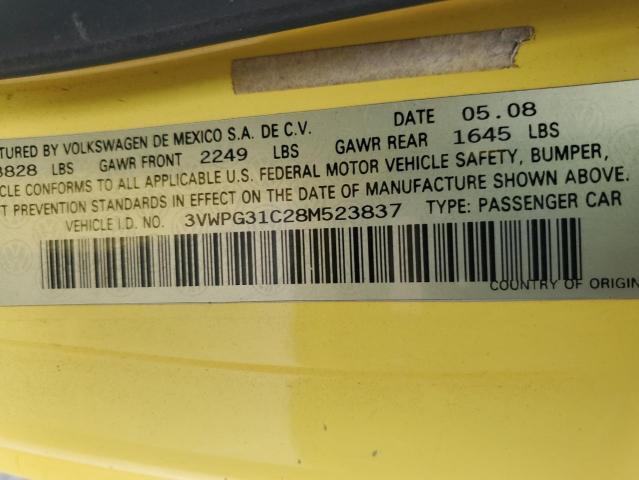 TURED BY VOLKSWAGEN DE MEXICO S.A. DE C.V. DATE 05.08
3828 LBS GAWR FRONT 2249 LBS GAWR REAR 1645 LBS
ICLE CONFORMS TO ALL APPLICABLE U.S. FEDERAL MOTOR VEHICLE SAFETY, BUMPER,
T PREVENTION STANDARDS IN EFFECT ON THE DATE OF MANUFACTURE SHOWN ABOVE.
VEHICLE I.D. NO. 3VWPG31C28M523837 TYPE: PASSENGER CAR
COUNTRY OF ORIGIN